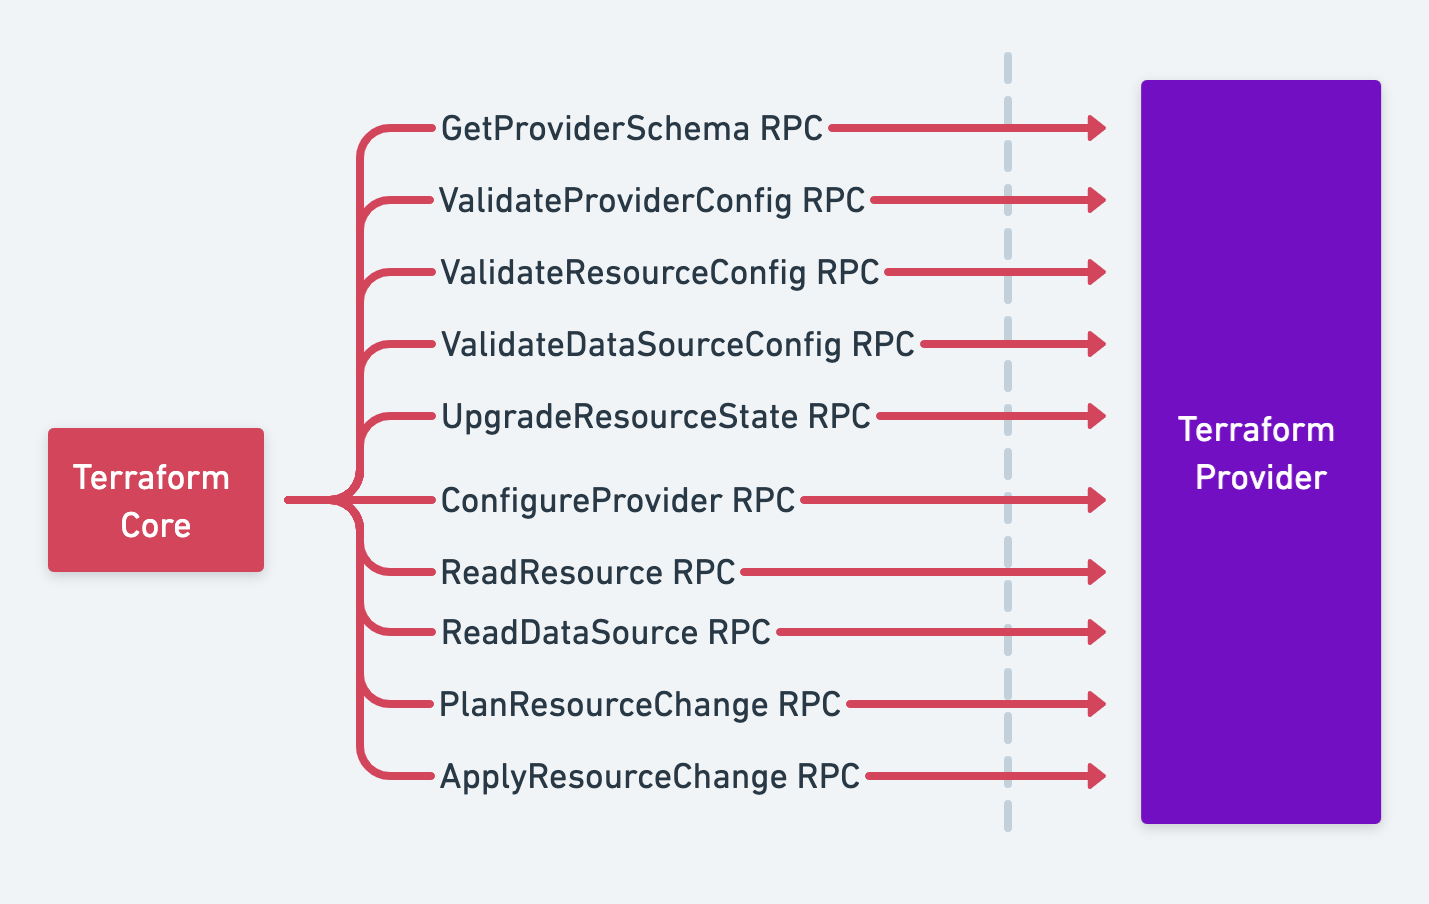 GetProviderSchema RPC
ValidateProviderConfig RPC
ValidateResourceConfig RPC
ValidateDataSourceConfig RPC
UpgradeResourceState RPC
Terraform
Core
ConfigureProvider RPC
ReadResource RPC
ReadDataSource RPC
PlanResourceChange RPC
ApplyResourceChange RPC
Terraform
Provider